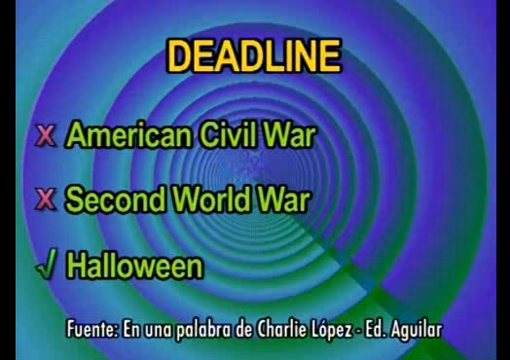 DEADLINE
X American Civil War
X Second World War
√ Halloween
Fuente: En una palabra de Charlie López - Ed. Aguilar